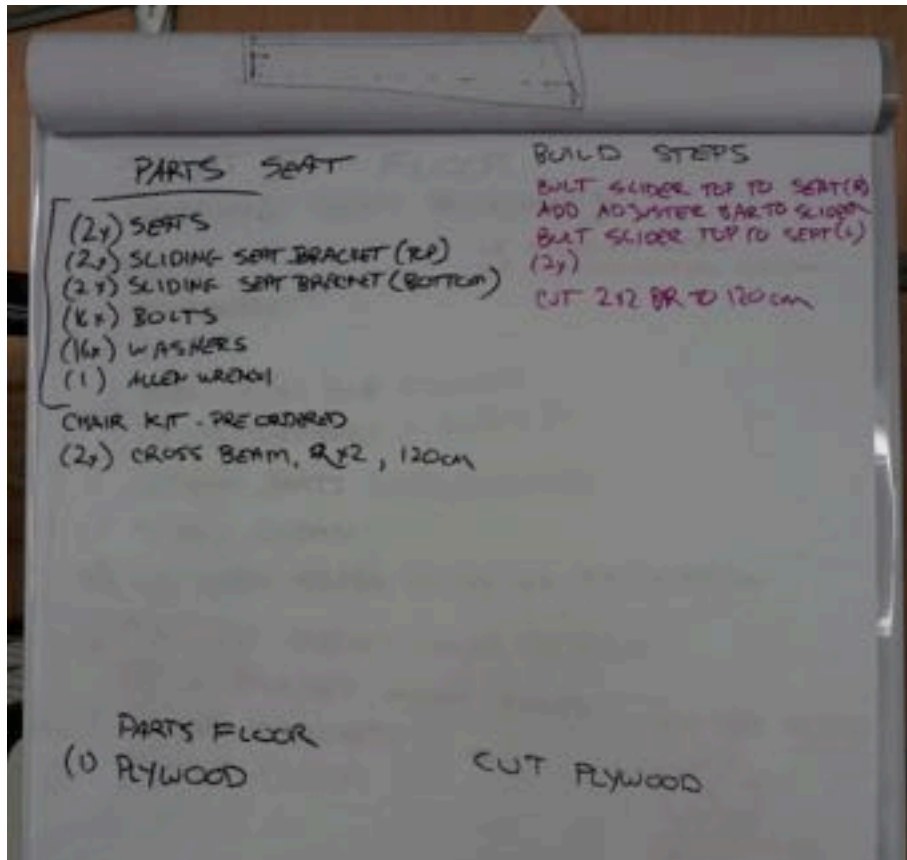 PARTS SEAT
(2x) SEATS
(2x) SLIDING SEAT BRACKET (TOP)
(2x) SLIDING SEAT BRACKET (BOTTOM)
BOLTS
(16x) WASHERS
(1) ALLEN WRENCH
CHAIR KIT - PREORDERED
(2x) CROSS BEAM, 2x2, 120cm
BUILD STEPS
BOLT SLIDER TOP TO SEAT (R)
ADD ADJUSTER BAR TO SLIDER
BOLT SLIDER TOP TO SEAT (L)
(2x)
CUT 2x2 TO 120cm
PARTS FLOOR
(1) PLYWOOD
CUT PLYWOOD